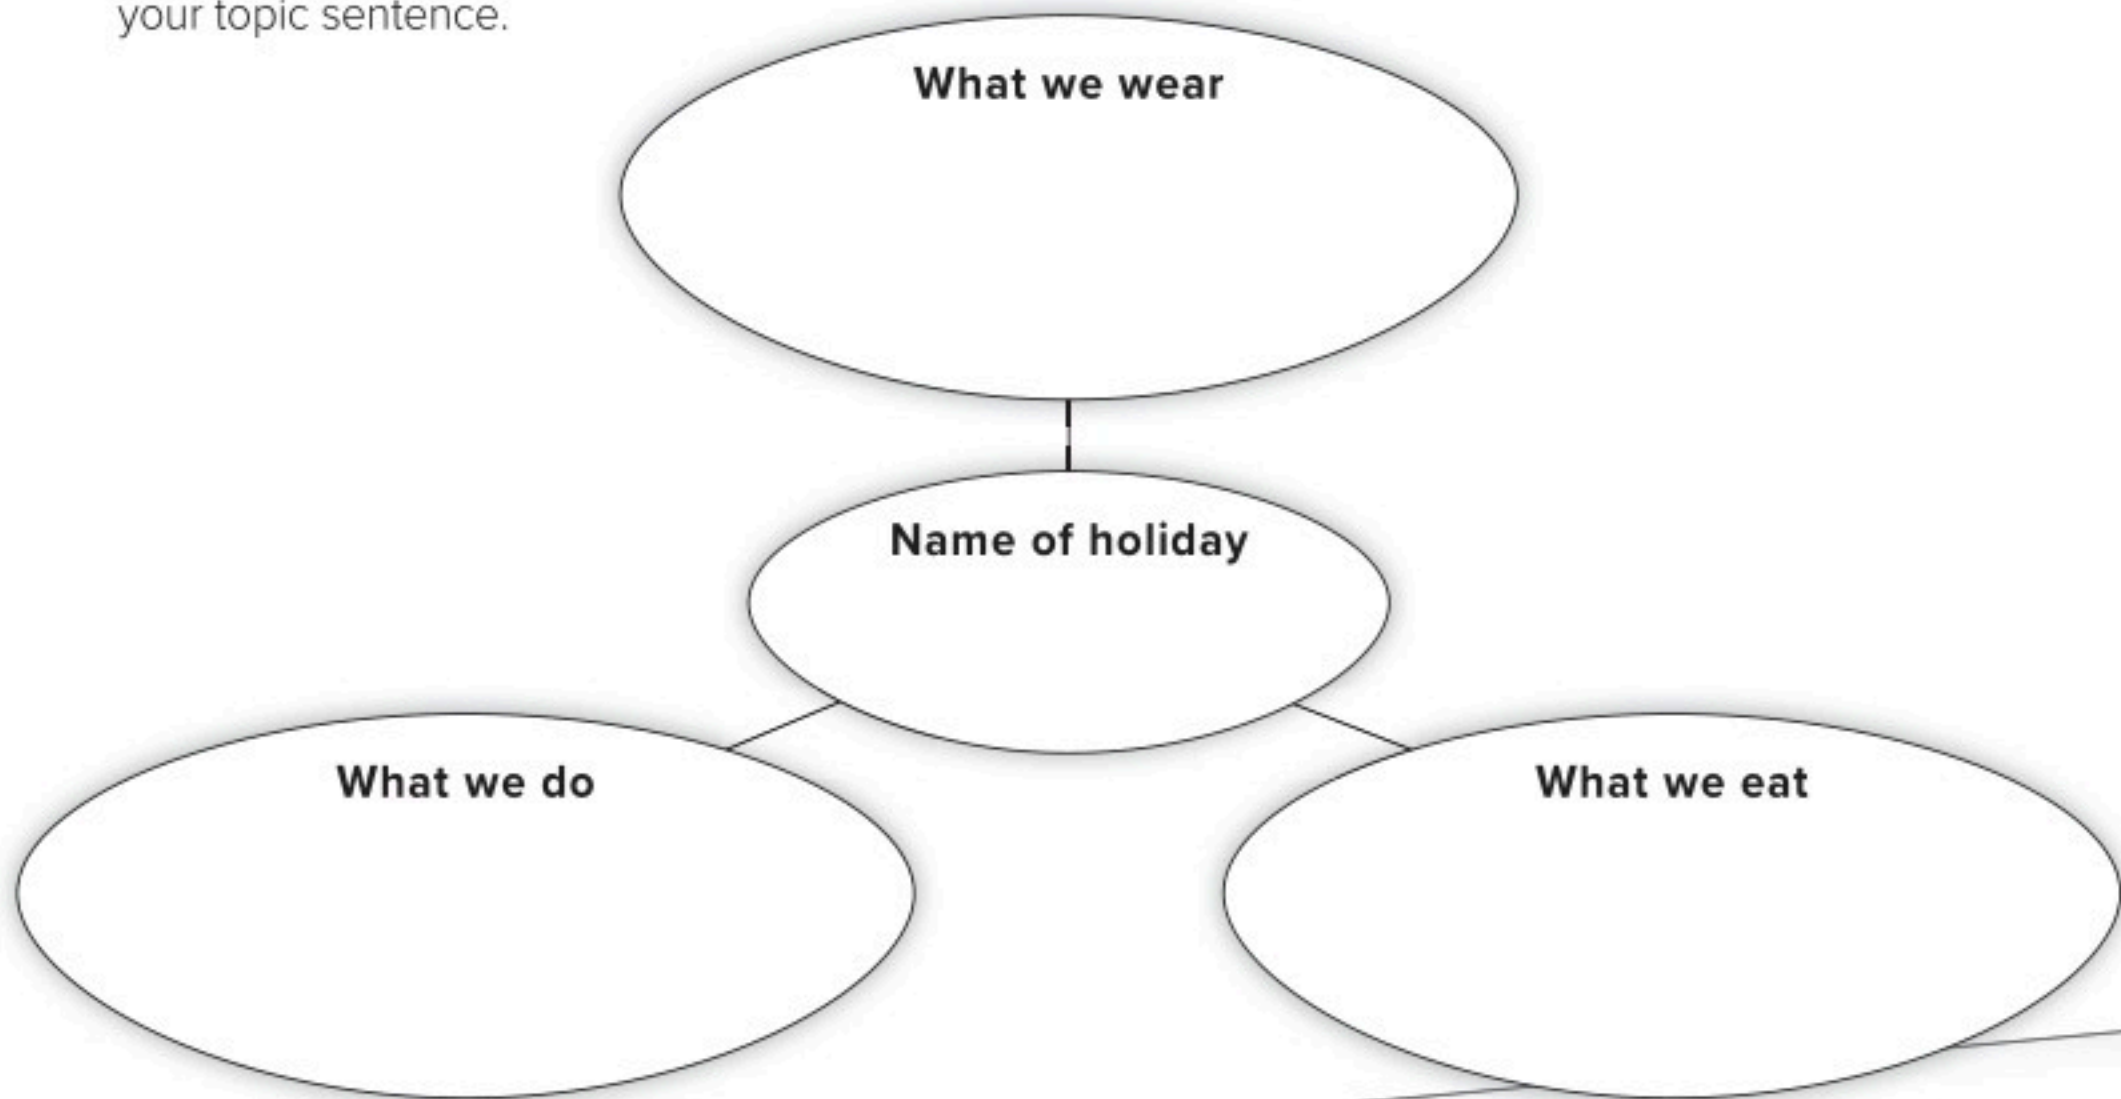 your topic sentence.
What we wear
Name of holiday
What we do
What we eat